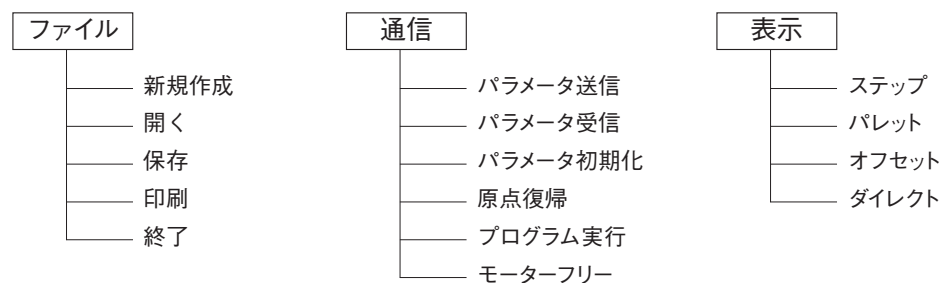 ファイル
新規作成
開く
保存
印刷
終了
通信
パラメータ送信
パラメータ受信
パラメータ初期化
原点復帰
プログラム実行
モーターフリー
表示
ステップ
パレット
オフセット
ダイレクト